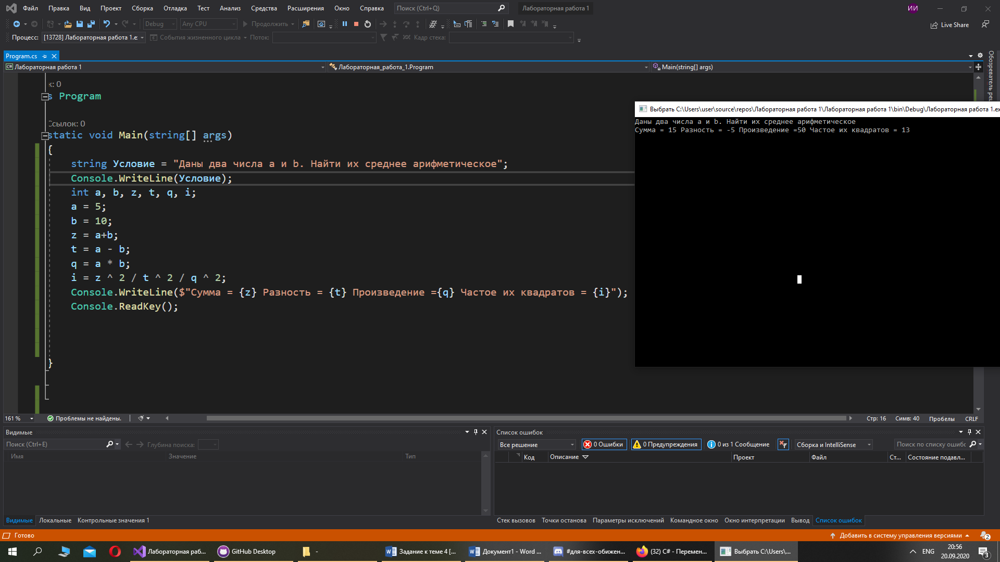 Файл Правка Вид Проект Сборка Отладка Тест Анализ Средства Расширения Окно Справка Поиск (Ctrl+Q) Лабораторная работа 1 ИИ
Debug Any CPU Продолжить Live Share
Процесс: [13728] Лабораторная работа 1.e События жизненного цикла Поток: Кадр стека:
Program.cs
Лабораторная работа 1 Лабораторная_работа_1.Program Main(string[] args)
Обозреватель ре
к: 0
s Program
Ссылок: 0
static void Main(string[] args)
{
string Условие = "Даны два числа a и b. Найти их среднее арифметическое";
Console.WriteLine(Условие);
int a, b, z, t, q, i;
a = 5;
b = 10;
z = a+b;
t = a - b;
q = a * b;
i = z ^ 2 / t ^ 2 / q ^ 2;
Console.WriteLine($"Сумма = {z} Разность = {t} Произведение ={q} Частое их квадратов = {i}");
Console.ReadKey();
}
Выбрать C:\Users\user\source\repos\Лабораторная работа 1\Лабораторная работа 1\bin\Debug\Лабораторная работа 1.ex
Даны два числа a и b. Найти их среднее арифметическое
Сумма = 15 Разность = -5 Произведение =50 Частое их квадратов = 13
161 % Проблемы не найдены. Стр: 16 Симв: 40 Пробелы CRLF
Видимые
Поиск (Ctrl+E) Глубина поиска:
Имя Значение Тип
Видимые Локальные Контрольные значения 1
Список ошибок
Все решение 0 Ошибки 0 Предупреждения 0 из 1 Сообщение Сборка и IntelliSense Поиск по списку ошибс
Код Описание Проект Файл Ст... Состояние подавл...
Стек вызовов Точки останова Параметры исключений Командное окно Окно интерпретации Вывод Список ошибок
Готово Добавить в систему управления версиями 2
Лабораторная раб... GitHub Desktop - Задание к теме 4 [... Документ1 - Word ... #для-всех-обижен... (32) C# - Перемен... Выбрать C:\Users\... ENG 20:56
20.09.2020 3